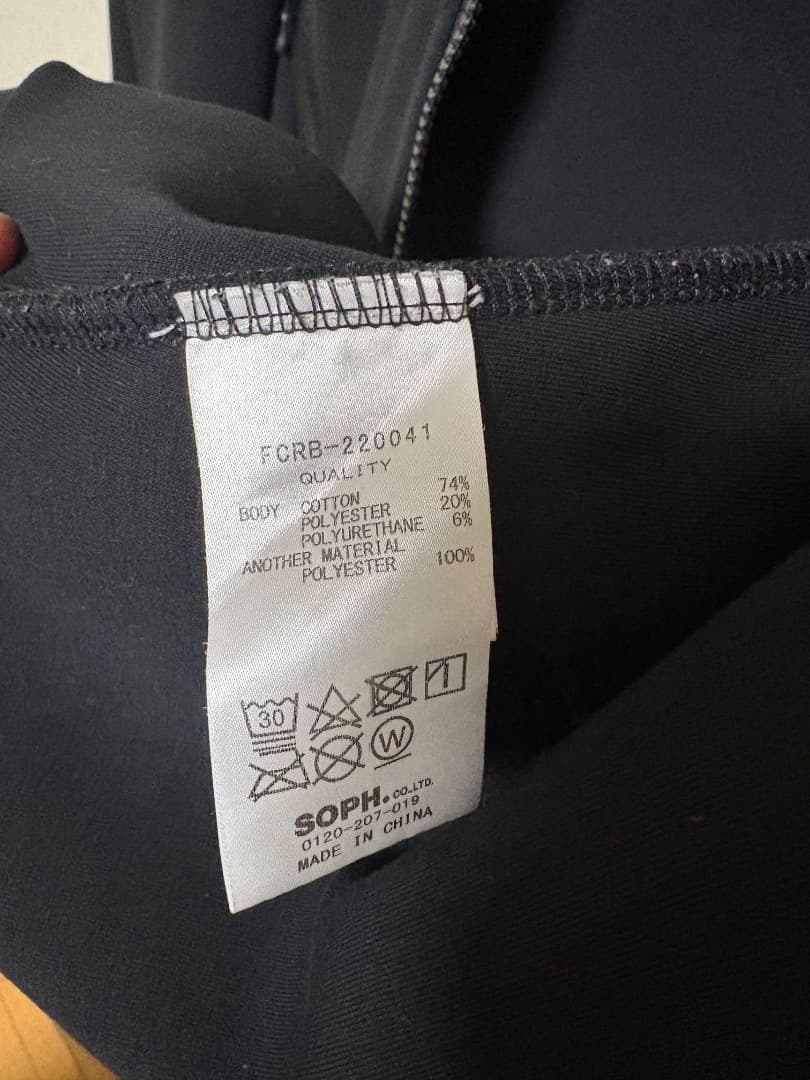 FCRB-220041
QUALITY
BODY COTTON 74%
POLYESTER 20%
POLYURETHANE 6%
ANOTHER MATERIAL
POLYESTER 100%
30
W
SOPH.CO.,LTD.
0120-207-019
MADE IN CHINA